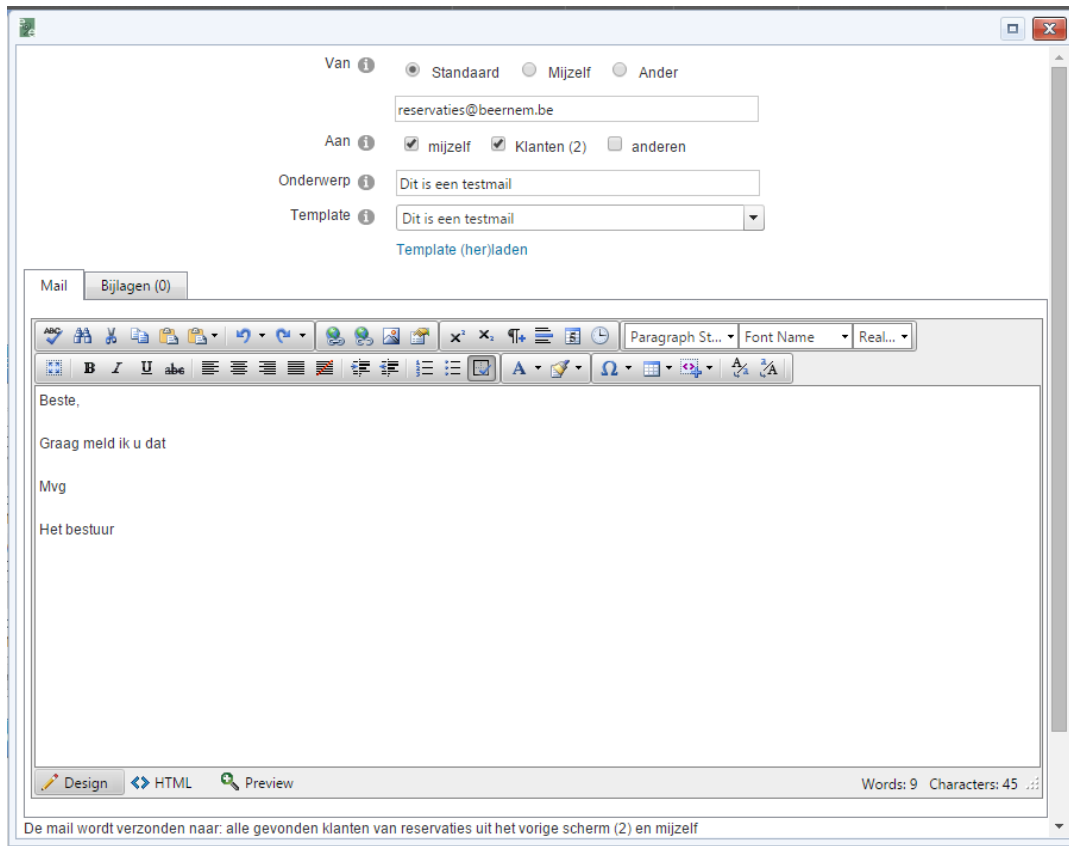 Van Standaard Mijzelf Ander
reservaties@beernem.be
Aan mijzelf Klanten (2) anderen
Onderwerp Dit is een testmail
Template Dit is een testmail
Template (her)laden
Mail Bijlagen (0)
Paragraph St... Font Name Real...
B I U abc
Beste,
Graag meld ik u dat
Mvg
Het bestuur
Design HTML Preview Words: 9 Characters: 45
De mail wordt verzonden naar: alle gevonden klanten van reservaties uit het vorige scherm (2) en mijzelf